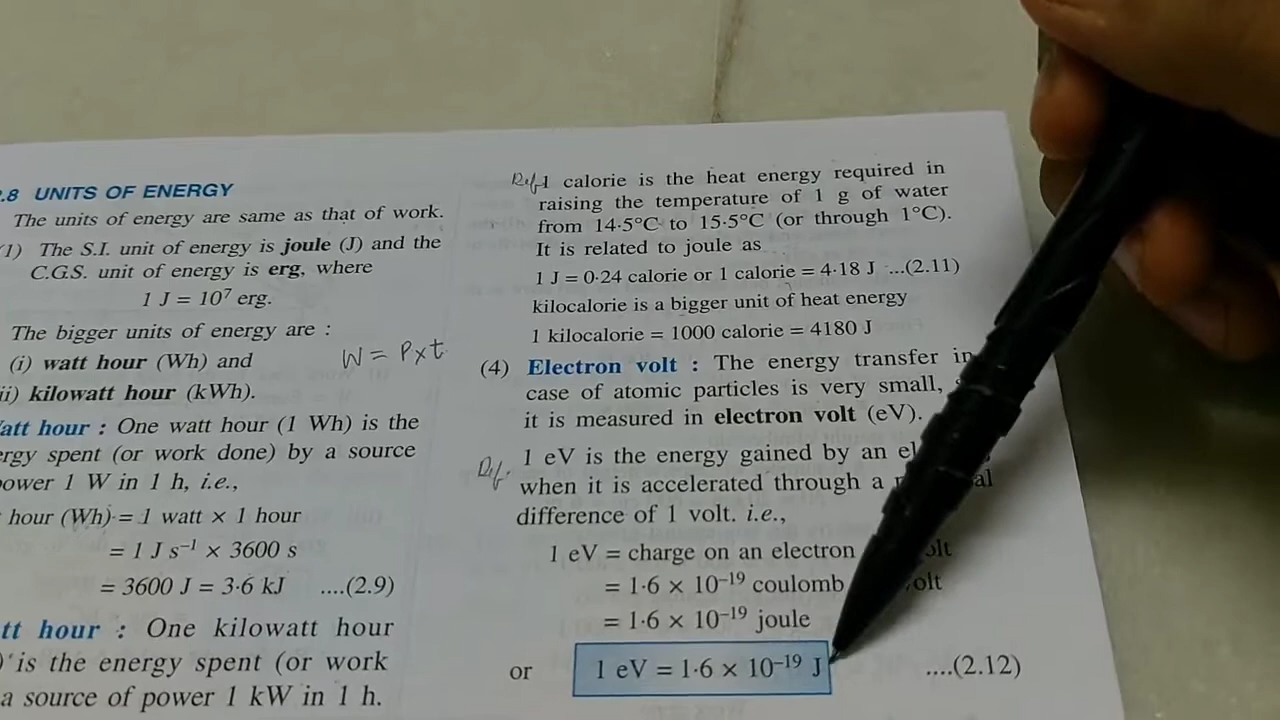 .8 UNITS OF ENERGY
The units of energy are same as that of work.
1) The S.I. unit of energy is joule (J) and the
C.G.S. unit of energy is erg, where
1 J = 10⁷ erg.
The bigger units of energy are :
(i) watt hour (Wh) and
ii) kilowatt hour (kWh).
W = P×t
att hour : One watt hour (1 Wh) is the
rgy spent (or work done) by a source
ower 1 W in 1 h, i.e.,
hour (Wh) = 1 watt × 1 hour
= 1 J s⁻¹ × 3600 s
= 3600 J = 3·6 kJ ....(2.9)
tt hour : One kilowatt hour
) is the energy spent (or work
a source of power 1 kW in 1 h.
Def 1 calorie is the heat energy required in
raising the temperature of 1 g of water
from 14·5°C to 15·5°C (or through 1°C).
It is related to joule as
1 J = 0·24 calorie or 1 calorie = 4·18 J ...(2.11)
kilocalorie is a bigger unit of heat energy
1 kilocalorie = 1000 calorie = 4180 J
(4) Electron volt : The energy transfer in
case of atomic particles is very small,
it is measured in electron volt (eV).
Def. 1 eV is the energy gained by an el
when it is accelerated through a al
difference of 1 volt. i.e.,
1 eV = charge on an electron olt
= 1·6 × 10⁻¹⁹ coulomb olt
= 1·6 × 10⁻¹⁹ joule
or 1 eV = 1·6 × 10⁻¹⁹ J ....(2.12)